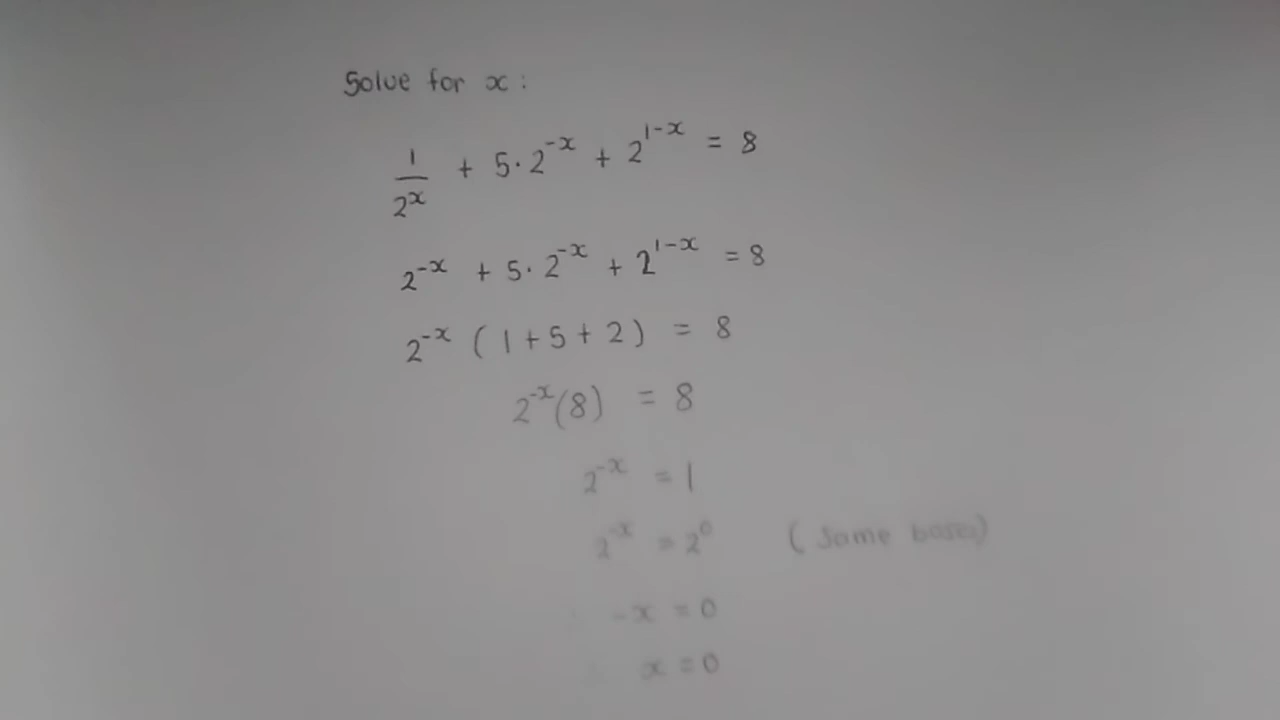 Solve for x:
1/2^x + 5·2^-x + 2^1-x = 8
2^-x + 5·2^-x + 2^1-x = 8
2^-x (1+5+2) = 8
2^-x(8) = 8
2^-x = 1
2^-x = 2^0 (same bases)
-x = 0
x = 0